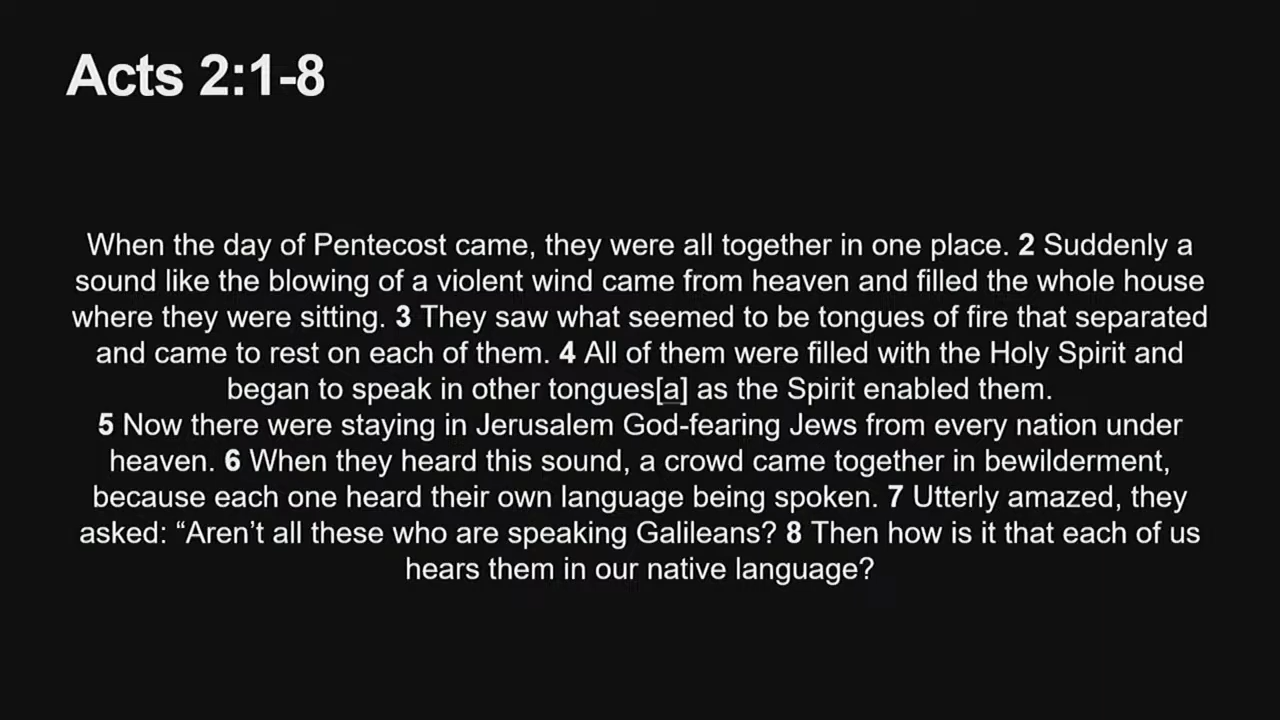 Acts 2:1-8
When the day of Pentecost came, they were all together in one place. 2 Suddenly a
sound like the blowing of a violent wind came from heaven and filled the whole house
where they were sitting. 3 They saw what seemed to be tongues of fire that separated
and came to rest on each of them. 4 All of them were filled with the Holy Spirit and
began to speak in other tongues[a] as the Spirit enabled them.
5 Now there were staying in Jerusalem God-fearing Jews from every nation under
heaven. 6 When they heard this sound, a crowd came together in bewilderment,
because each one heard their own language being spoken. 7 Utterly amazed, they
asked: “Aren’t all these who are speaking Galileans? 8 Then how is it that each of us
hears them in our native language?